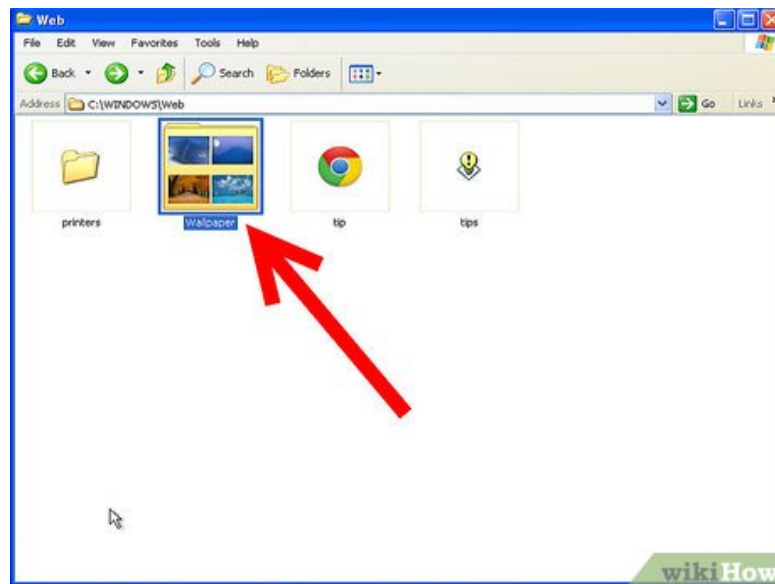 Web
File Edit View Favorites Tools Help
Back Search Folders
Address C:\WINDOWS\Web Go Links »
printers Wallpaper tip tips
wikiHow